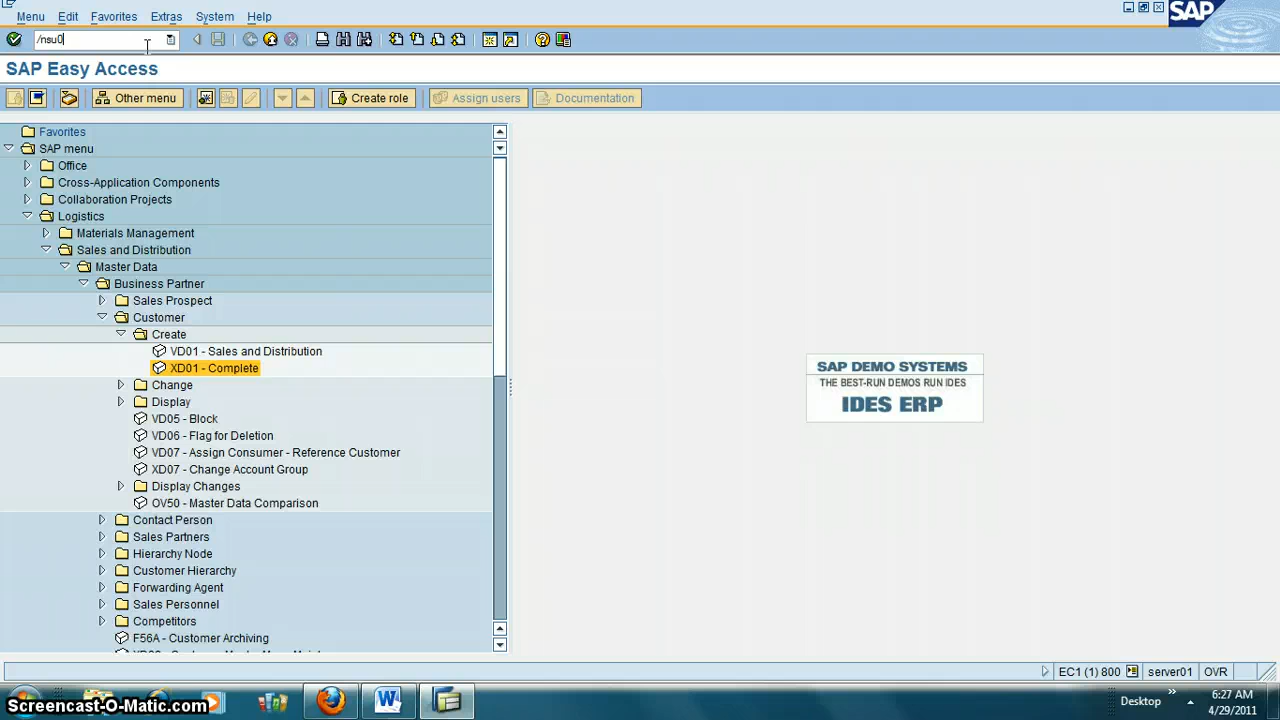 Menu Edit Favorites Extras System Help
SAP
/nsu0
SAP Easy Access
Other menu Create role Assign users Documentation
Favorites
SAP menu
Office
Cross-Application Components
Collaboration Projects
Logistics
Materials Management
Sales and Distribution
Master Data
Business Partner
Sales Prospect
Customer
Create
VD01 - Sales and Distribution
XD01 - Complete
Change
Display
VD05 - Block
VD06 - Flag for Deletion
VD07 - Assign Consumer - Reference Customer
XD07 - Change Account Group
Display Changes
OV50 - Master Data Comparison
Contact Person
Sales Partners
Hierarchy Node
Customer Hierarchy
Forwarding Agent
Sales Personnel
Competitors
F56A - Customer Archiving
SAP DEMO SYSTEMS
THE BEST-RUN DEMOS RUN IDES
IDES ERP
EC1 (1) 800 server01 OVR
Screencast-O-Matic.com
Desktop
6:27 AM
4/29/2011